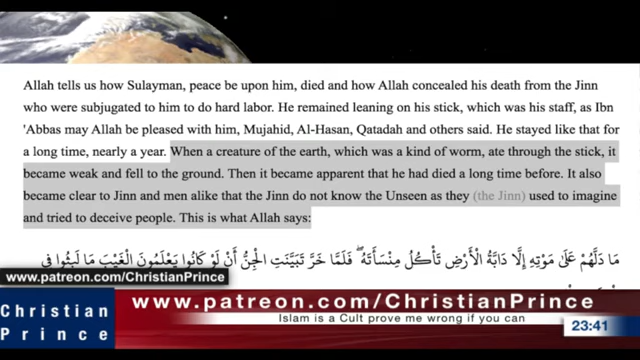 Allah tells us how Sulayman, peace be upon him, died and how Allah concealed his death from the Jinn
who were subjugated to him to do hard labor. He remained leaning on his stick, which was his staff, as Ibn
'Abbas may Allah be pleased with him, Mujahid, Al-Hasan, Qatadah and others said. He stayed like that for
a long time, nearly a year. When a creature of the earth, which was a kind of worm, ate through the stick, it
became weak and fell to the ground. Then it became apparent that he had died a long time before. It also
became clear to Jinn and men alike that the Jinn do not know the Unseen as they (the Jinn) used to imagine
and tried to deceive people. This is what Allah says:
مَا دَلَّهُمْ عَلَىٰ مَوْتِهِ إِلَّا دَابَّةُ الْأَرْضِ تَأْكُلُ مِنْسَأَتَهُ ۖ فَلَمَّا خَرَّ تَبَيَّنَتِ الْجِنُّ أَنْ لَوْ كَانُوا يَعْلَمُونَ الْغَيْبَ مَا لَبِثُوا فِي
www.patreon.com/ChristianPrince
www.patreon.com/ChristianPrince
Christian
Prince
Islam is a Cult prove me wrong if you can
23:41